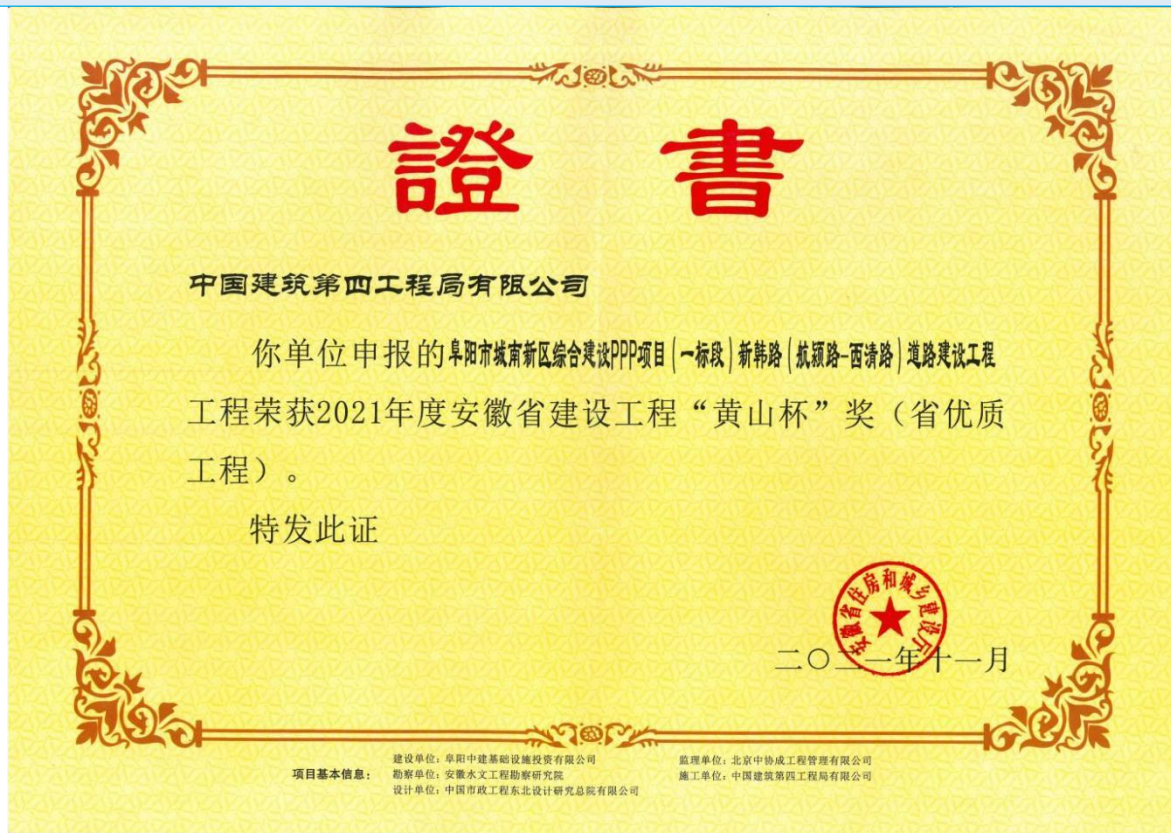 證書
中国建筑第四工程局有限公司
你单位申报的阜阳市城南新区综合建设PPP项目(一标段)新韩路(航颍路-西清路)道路建设工程
工程荣获2021年度安徽省建设工程“黄山杯”奖（省优质
工程）。
特发此证
安徽省住房和城乡建设厅
二〇二一年十一月
项目基本信息：
建设单位：阜阳中建基础设施投资有限公司
勘察单位：安徽水文工程勘察研究院
设计单位：中国市政工程东北设计研究总院有限公司
监理单位：北京中协成工程管理有限公司
施工单位：中国建筑第四工程局有限公司